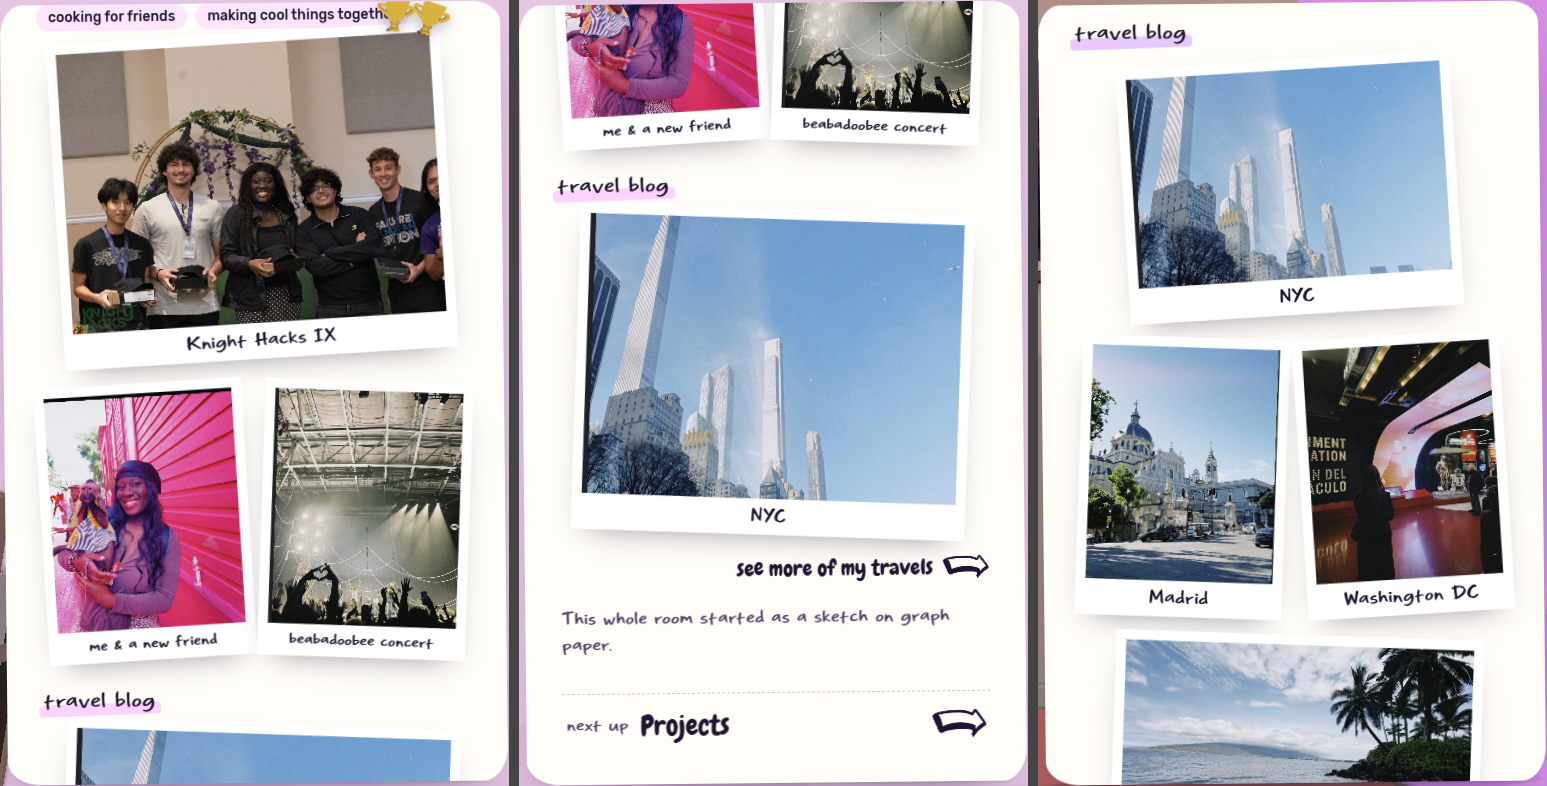 cooking for friends
making cool things togeth
Knight Hacks IX
me & a new friend
beabadoobee concert
travel blog
me & a new friend
beabadoobee concert
travel blog
NYC
see more of my travels
This whole room started as a sketch on graph
paper.
next up Projects
travel blog
NYC
Madrid
Washington DC